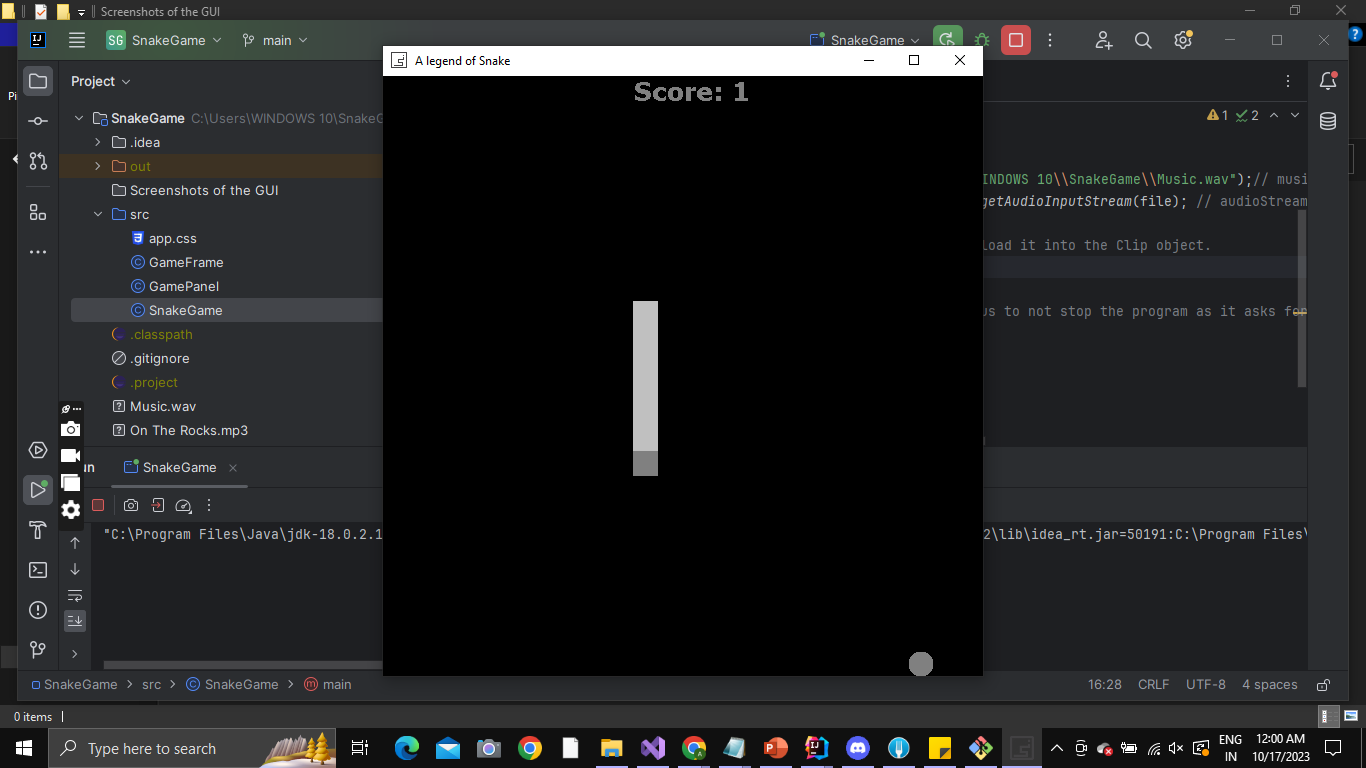 Screenshots of the GUI
SG SnakeGame main SnakeGame
A legend of Snake
Pi
Project
Score: 1
SnakeGame C:\Users\WINDOWS 10\SnakeG
1 2
.idea
out
INDOWS 10\\SnakeGame\\Music.wav");// musi
Screenshots of the GUI
getAudioInputStream(file); // audioStream
src
app.css
load it into the Clip object.
GameFrame
GamePanel
SnakeGame
us to not stop the program as it asks for
.classpath
.gitignore
.project
Music.wav
On The Rocks.mp3
un SnakeGame
"C:\Program Files\Java\jdk-18.0.2.1
2\lib\idea_rt.jar=50191:C:\Program Files\
SnakeGame > src > SnakeGame > main
16:28 CRLF UTF-8 4 spaces
0 items
Type here to search
ENG 12:00 AM
IN 10/17/2023